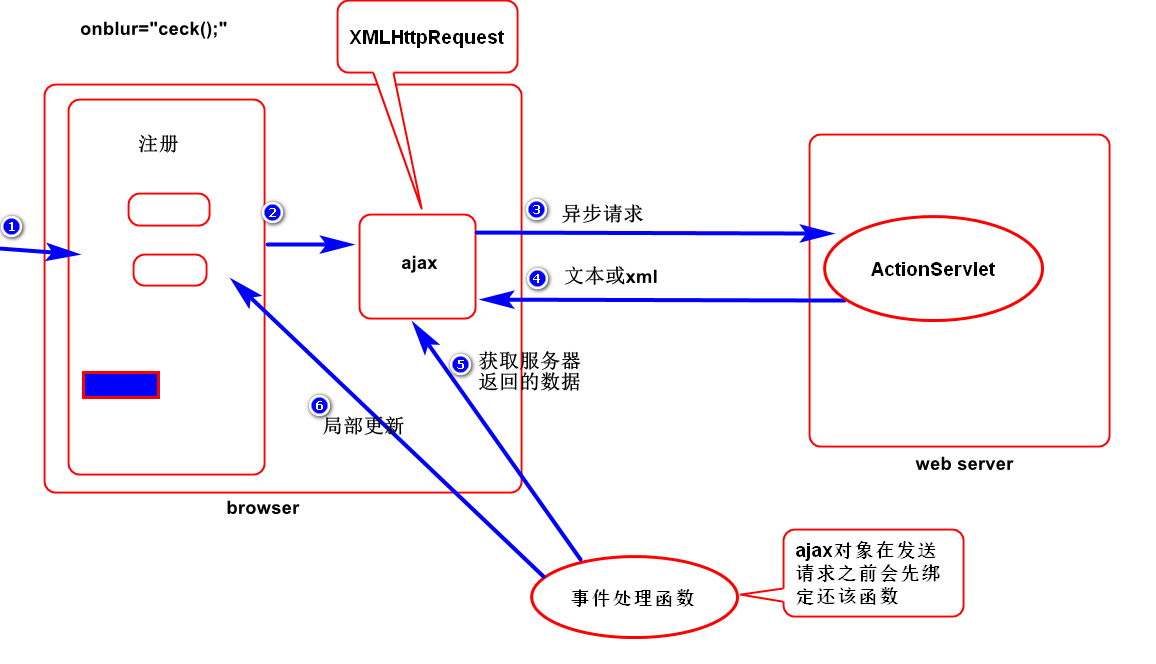 onblur="ceck();"
XMLHttpRequest
注册
1
2
ajax
3 异步请求
4 文本或xml
ActionServlet
5 获取服务器
返回的数据
6 局部更新
web server
browser
事件处理函数
ajax对象在发送
请求之前会先绑
定还该函数